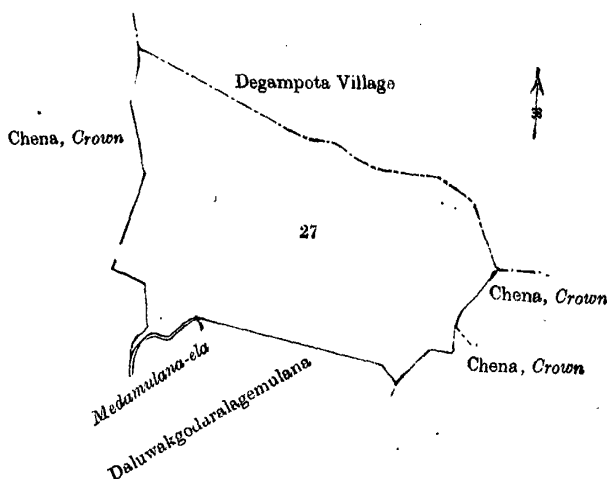 Degampota Village
Chena, Crown
27
Chena, Crown
Chena, Crown
Medamulana-ela
Daluwakgodaralagemulana